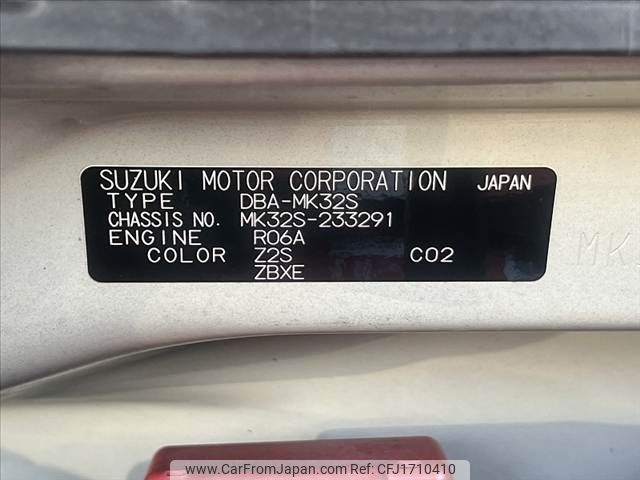 SUZUKI MOTOR CORPORATION JAPAN
TYPE DBA-MK32S
CHASSIS NO. MK32S-233291
ENGINE R06A
COLOR Z2S C02
ZBXE
MK
www.CarFromJapan.com CFJ1710410